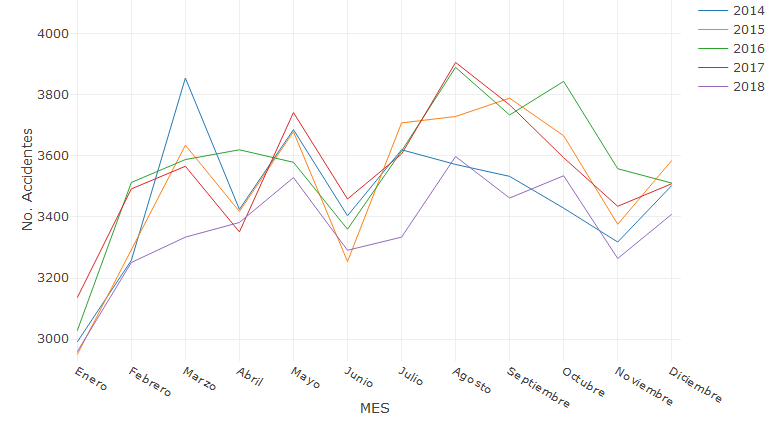 4000
3800
3600
3400
3200
3000
No. Accidentes
Enero
Febrero
Marzo
Abril
Mayo
Junio
Julio
Agosto
Septiembre
Octubre
Noviembre
Diciembre
MES
2014
2015
2016
2017
2018